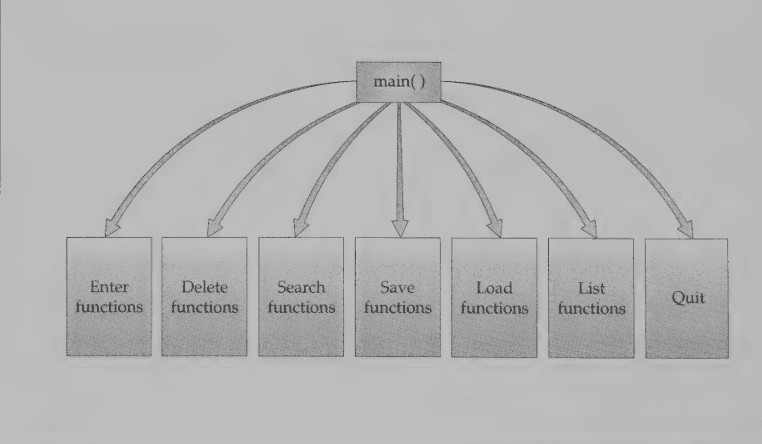 main( )
Enter
functions
Delete
functions
Search
functions
Save
functions
Load
functions
List
functions
Quit